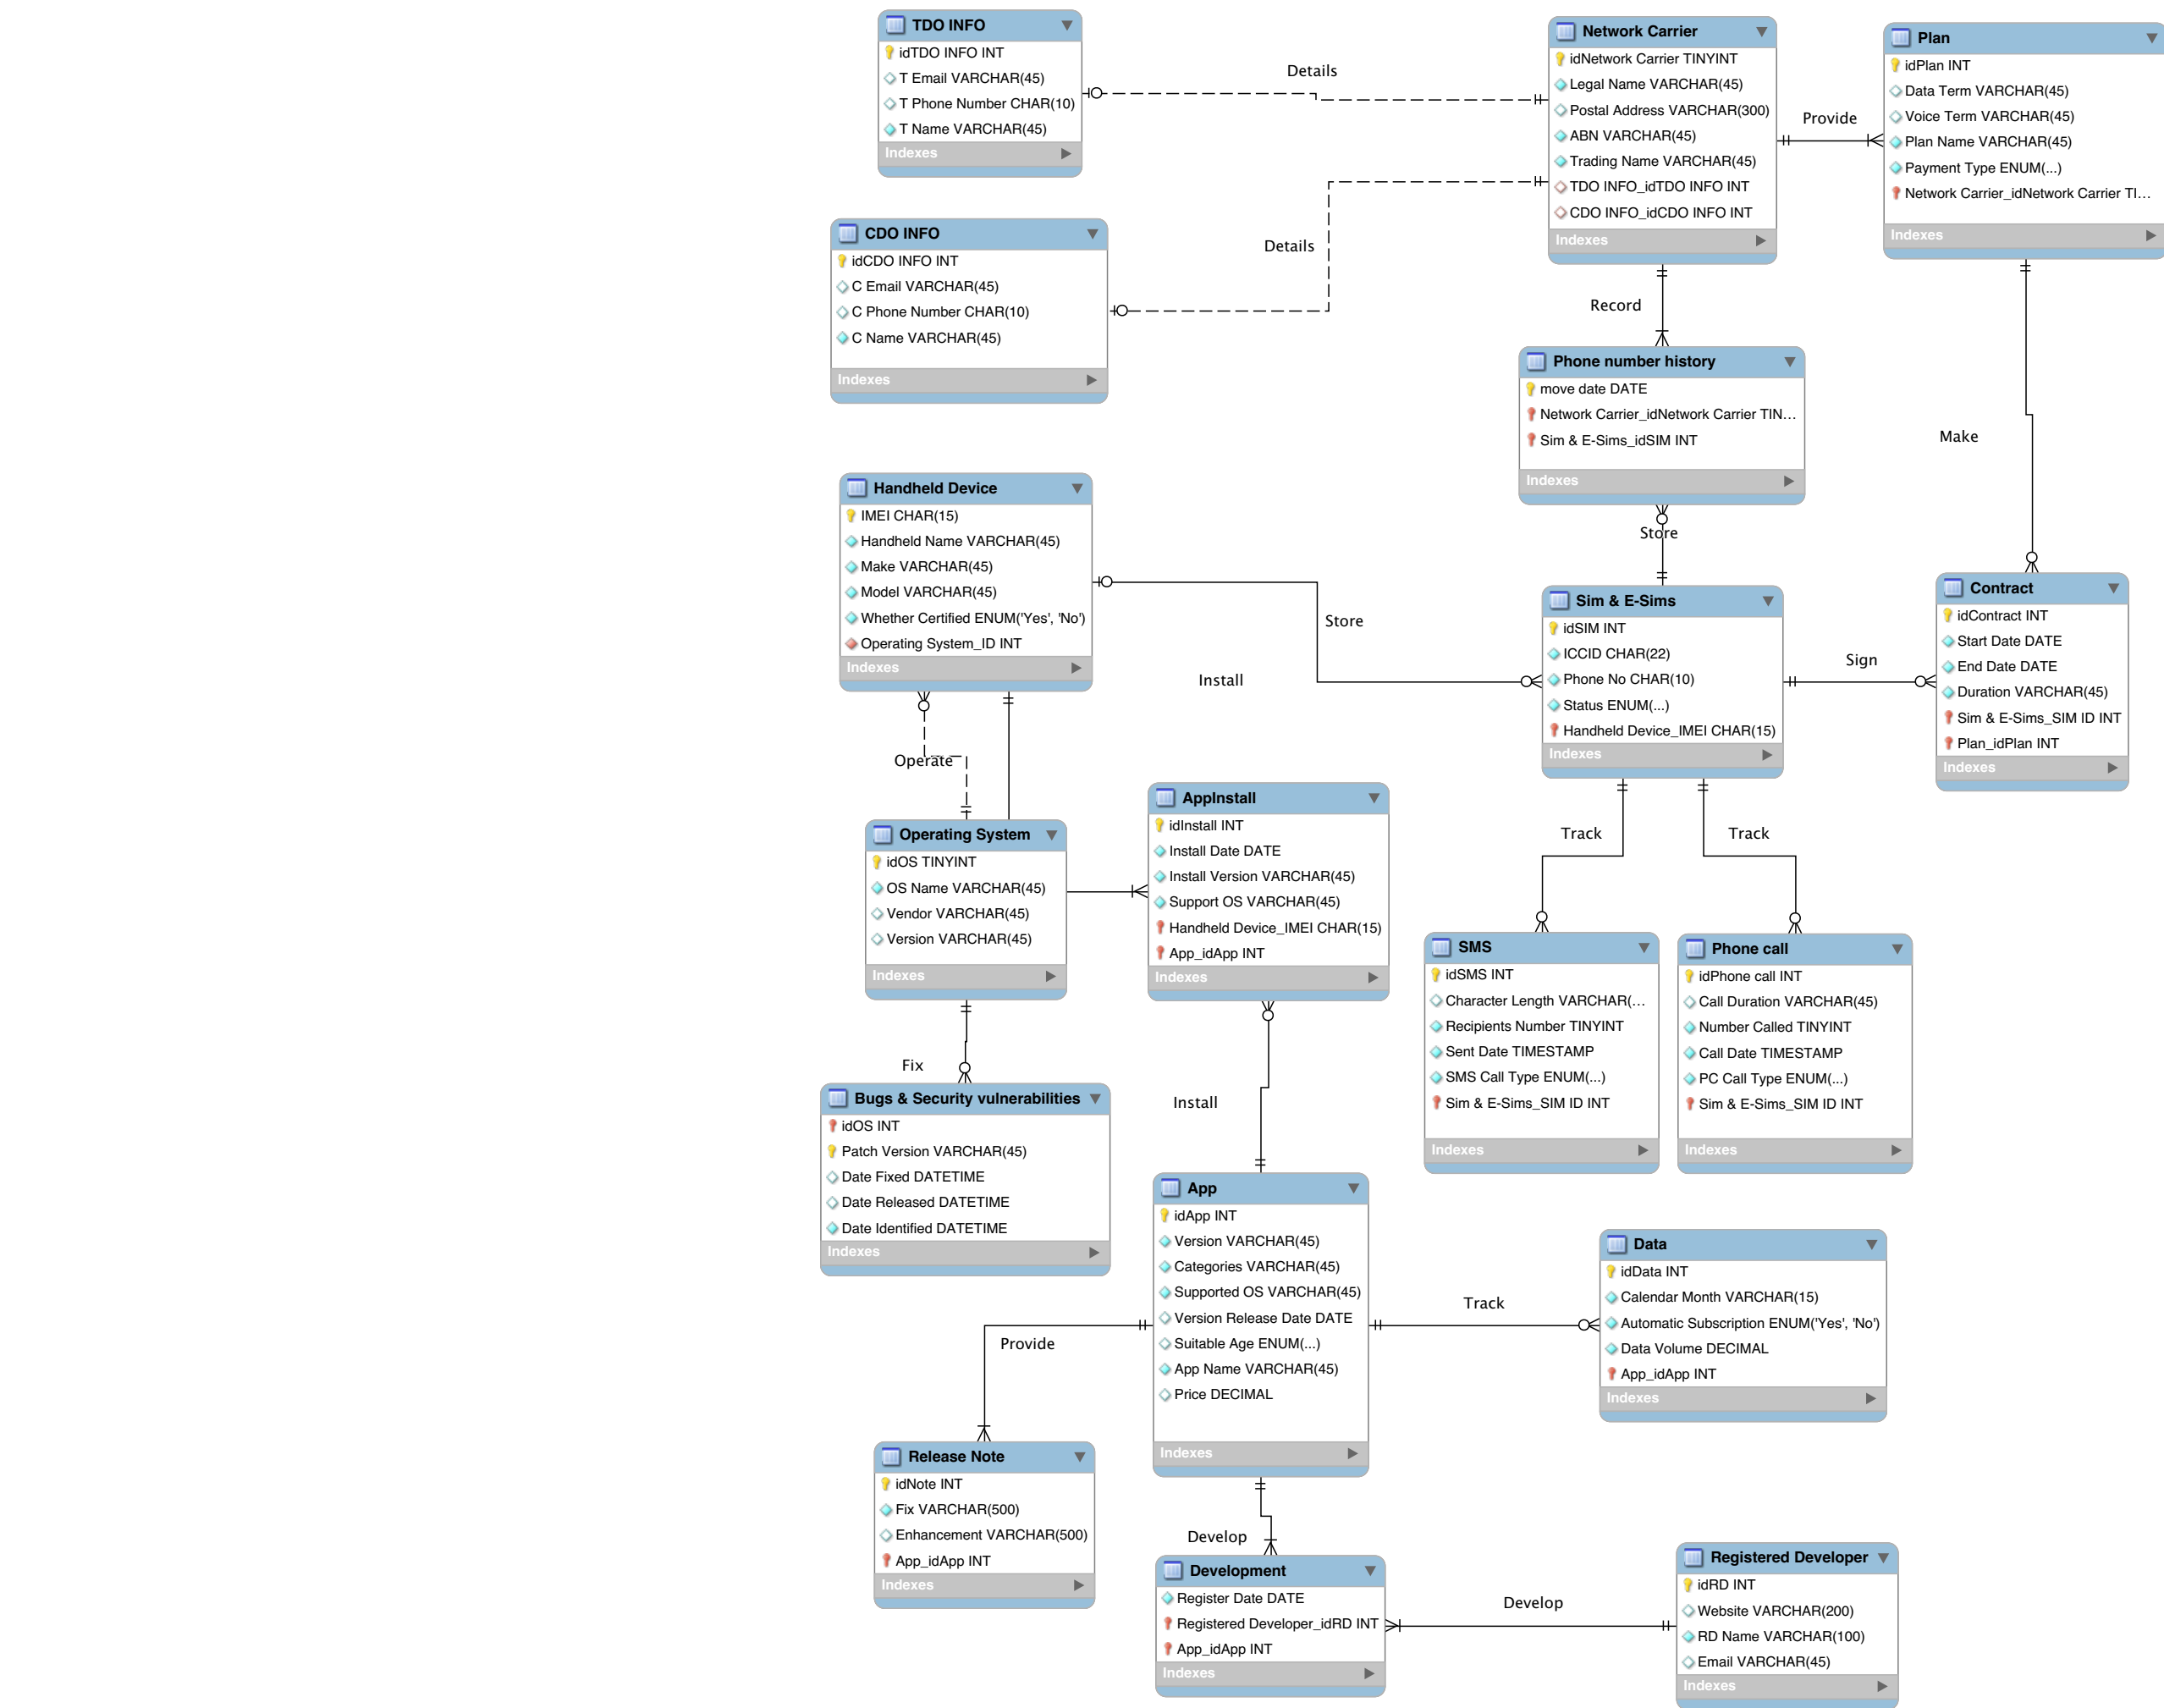 TDO INFO
idTDO INFO INT
T Email VARCHAR(45)
T Phone Number CHAR(10)
T Name VARCHAR(45)
Indexes
Details
Network Carrier
idNetwork Carrier TINYINT
Legal Name VARCHAR(45)
Postal Address VARCHAR(300)
ABN VARCHAR(45)
Trading Name VARCHAR(45)
TDO INFO_idTDO INFO INT
CDO INFO_idCDO INFO INT
Indexes
Provide
Plan
idPlan INT
Data Term VARCHAR(45)
Voice Term VARCHAR(45)
Plan Name VARCHAR(45)
Payment Type ENUM(...)
Network Carrier_idNetwork Carrier TI...
Indexes
CDO INFO
idCDO INFO INT
C Email VARCHAR(45)
C Phone Number CHAR(10)
C Name VARCHAR(45)
Indexes
Details
Record
Phone number history
move date DATE
Network Carrier_idNetwork Carrier TIN...
Sim & E-Sims_idSIM INT
Indexes
Make
Handheld Device
IMEI CHAR(15)
Handheld Name VARCHAR(45)
Make VARCHAR(45)
Model VARCHAR(45)
Whether Certified ENUM('Yes', 'No')
Operating System_ID INT
Indexes
Store
Store
Sim & E-Sims
idSIM INT
ICCID CHAR(22)
Phone No CHAR(10)
Status ENUM(...)
Handheld Device_IMEI CHAR(15)
Indexes
Sign
Contract
idContract INT
Start Date DATE
End Date DATE
Duration VARCHAR(45)
Sim & E-Sims_SIM ID INT
Plan_idPlan INT
Indexes
Install
Operate
Operating System
idOS TINYINT
OS Name VARCHAR(45)
Vendor VARCHAR(45)
Version VARCHAR(45)
Indexes
AppInstall
idInstall INT
Install Date DATE
Install Version VARCHAR(45)
Support OS VARCHAR(45)
Handheld Device_IMEI CHAR(15)
App_idApp INT
Indexes
Track
Track
SMS
idSMS INT
Character Length VARCHAR(...
Recipients Number TINYINT
Sent Date TIMESTAMP
SMS Call Type ENUM(...)
Sim & E-Sims_SIM ID INT
Indexes
Phone call
idPhone call INT
Call Duration VARCHAR(45)
Number Called TINYINT
Call Date TIMESTAMP
PC Call Type ENUM(...)
Sim & E-Sims_SIM ID INT
Indexes
Fix
Bugs & Security vulnerabilities
idOS INT
Patch Version VARCHAR(45)
Date Fixed DATETIME
Date Released DATETIME
Date Identified DATETIME
Indexes
Install
App
idApp INT
Version VARCHAR(45)
Categories VARCHAR(45)
Supported OS VARCHAR(45)
Version Release Date DATE
Suitable Age ENUM(...)
App Name VARCHAR(45)
Price DECIMAL
Indexes
Track
Data
idData INT
Calendar Month VARCHAR(15)
Automatic Subscription ENUM('Yes', 'No')
Data Volume DECIMAL
App_idApp INT
Indexes
Provide
Release Note
idNote INT
Fix VARCHAR(500)
Enhancement VARCHAR(500)
App_idApp INT
Indexes
Develop
Development
Register Date DATE
Registered Developer_idRD INT
App_idApp INT
Indexes
Develop
Registered Developer
idRD INT
Website VARCHAR(200)
RD Name VARCHAR(100)
Email VARCHAR(45)
Indexes